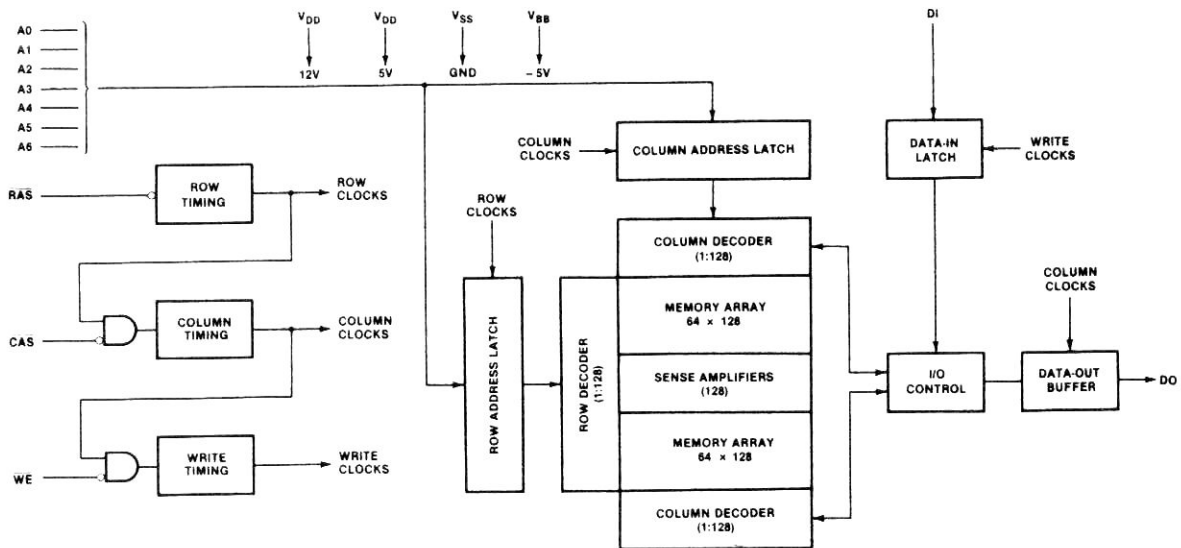 A0
A1
A2
A3
A4
A5
A6
VDD
VDD
VSS
VBB
12V
5V
GND
– 5V
DI
COLUMN
CLOCKS
COLUMN ADDRESS LATCH
DATA-IN
LATCH
WRITE
CLOCKS
RAS
ROW
TIMING
ROW
CLOCKS
ROW
CLOCKS
COLUMN DECODER
(1:128)
MEMORY ARRAY
64 × 128
SENSE AMPLIFIERS
(128)
MEMORY ARRAY
64 × 128
COLUMN DECODER
(1:128)
ROW ADDRESS LATCH
ROW DECODER
(1:128)
COLUMN
CLOCKS
CAS
COLUMN
TIMING
COLUMN
CLOCKS
I/O
CONTROL
DATA-OUT
BUFFER
DO
WE
WRITE
TIMING
WRITE
CLOCKS